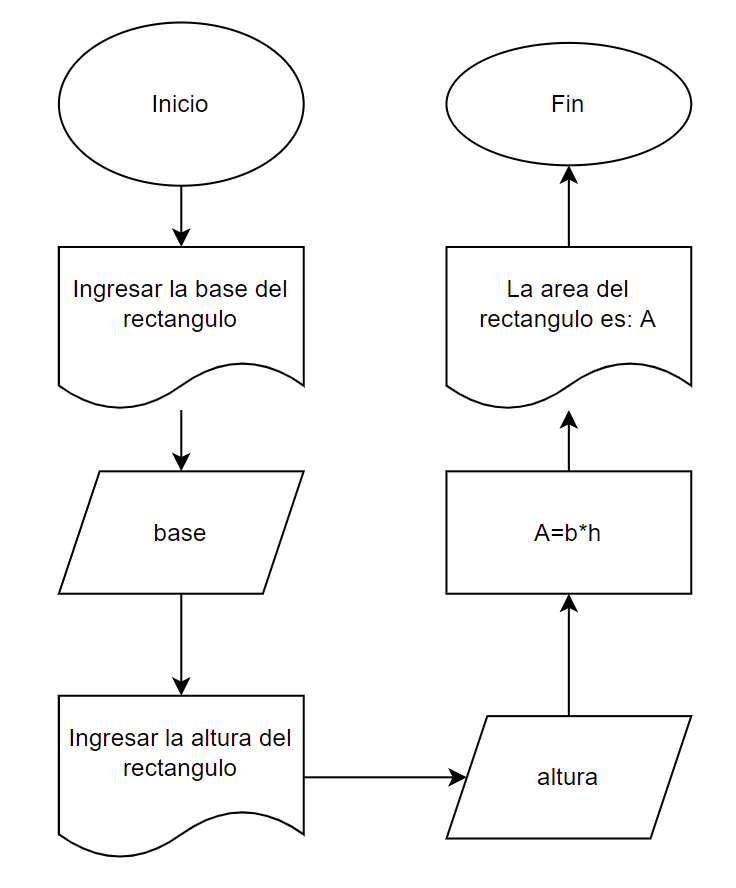 Inicio
Ingresar la base del
rectangulo
base
Ingresar la altura del
rectangulo
altura
A=b*h
La area del
rectangulo es: A
Fin